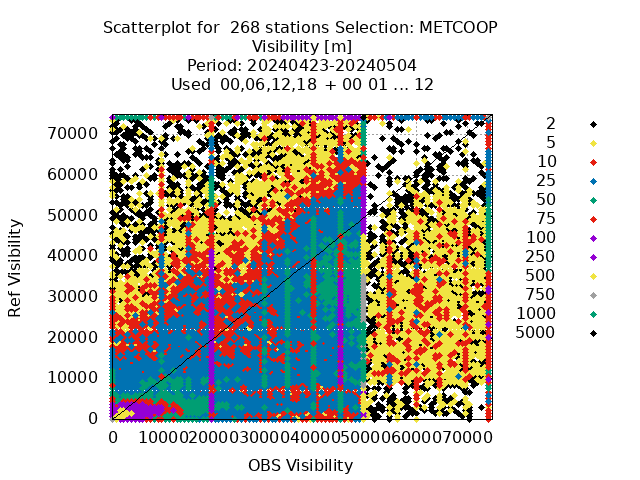 Scatterplot for  268 stations Selection: METCOOP
Visibility [m]
Period: 20240423-20240504
Used  00,06,12,18 + 00 01 ... 12
70000
60000
50000
40000
30000
20000
10000
0
Ref Visibility
0 10000 20000 30000 40000 50000 60000 70000
OBS Visibility
2
5
10
25
50
75
100
250
500
750
1000
5000